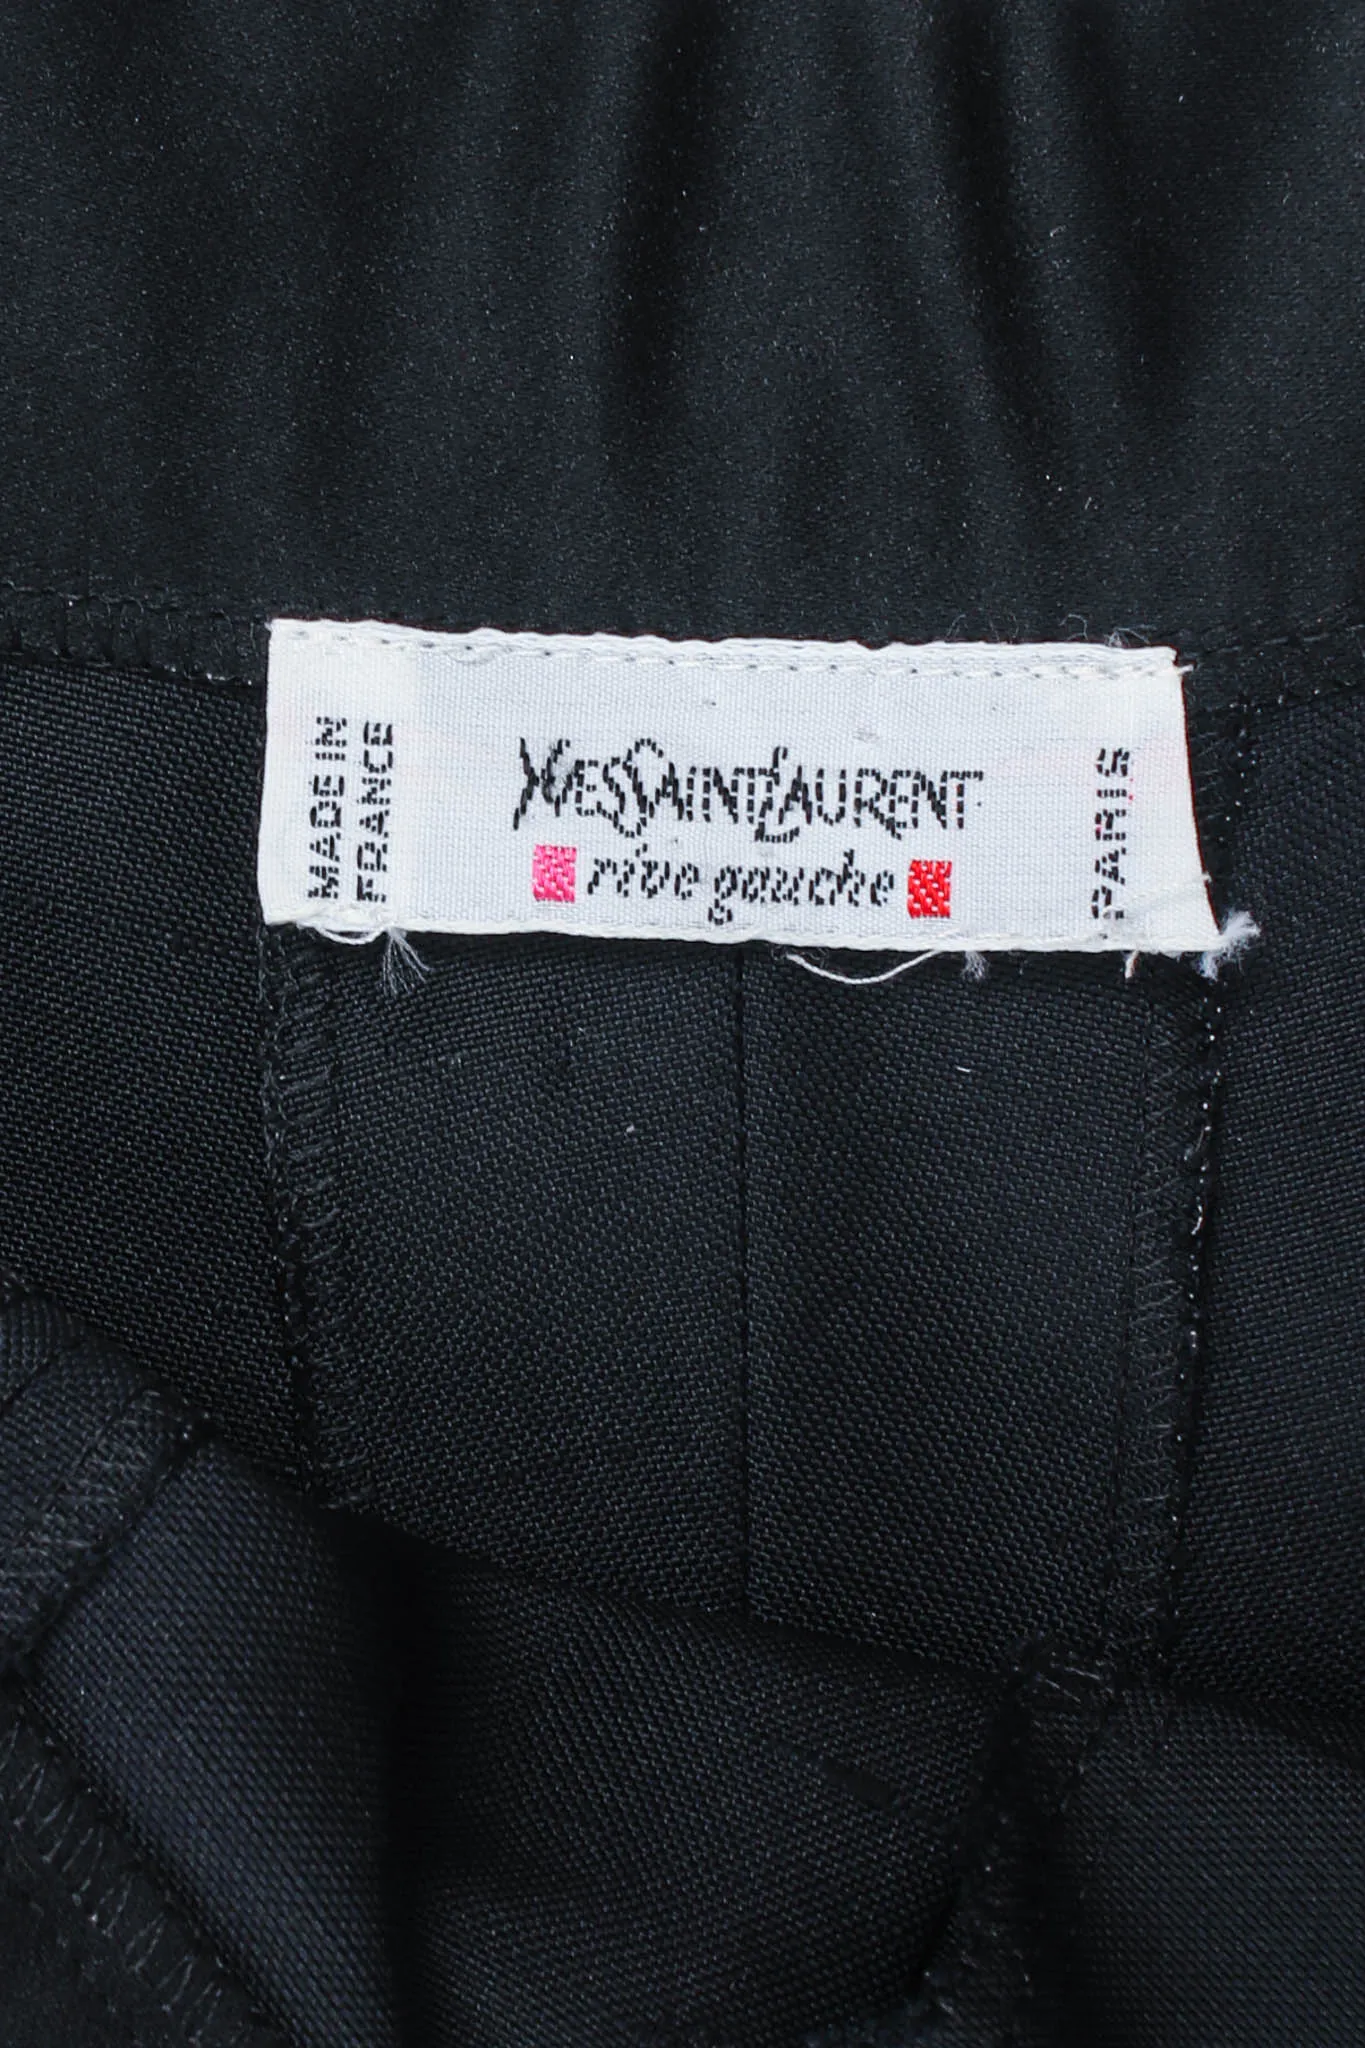 MADE IN
FRANCE
YVESSAINTLAURENT
rive gauche
PARIS